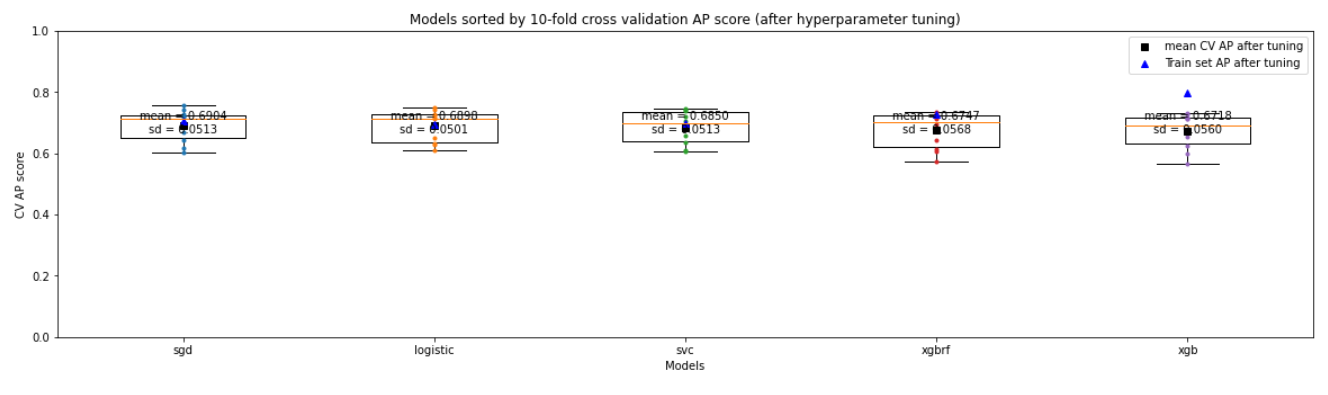 Models sorted by 10-fold cross validation AP score (after hyperparameter tuning)
1.0
0.8
0.6
0.4
0.2
0.0
CV AP score
mean CV AP after tuning
Train set AP after tuning
mean = 0.6904
sd = 0.0513
mean = 0.6898
sd = 0.0501
mean = 0.6850
sd = 0.0513
mean = 0.6747
sd = 0.0568
mean = 0.6718
sd = 0.0560
sgd
logistic
svc
xgbrf
xgb
Models